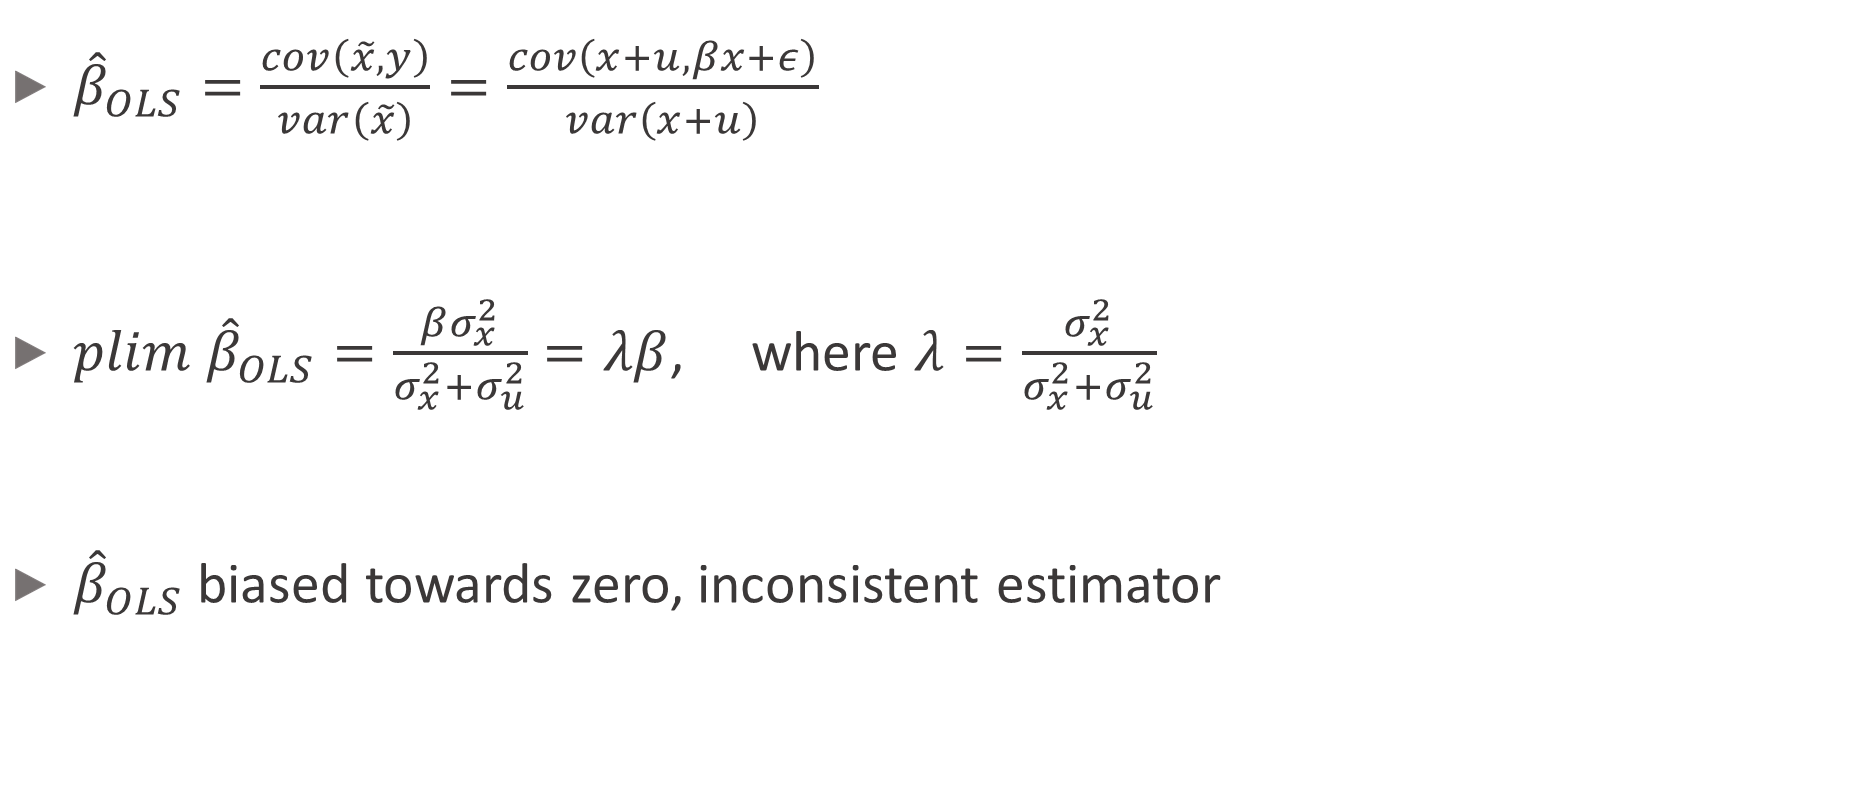 ▶ β̂_OLS = cov(x̃,y)/var(x̃) = cov(x+u,βx+ϵ)/var(x+u)
▶ plim β̂_OLS = βσ_x^2/(σ_x^2+σ_u^2) = λβ, where λ = σ_x^2/(σ_x^2+σ_u^2)
▶ β̂_OLS biased towards zero, inconsistent estimator